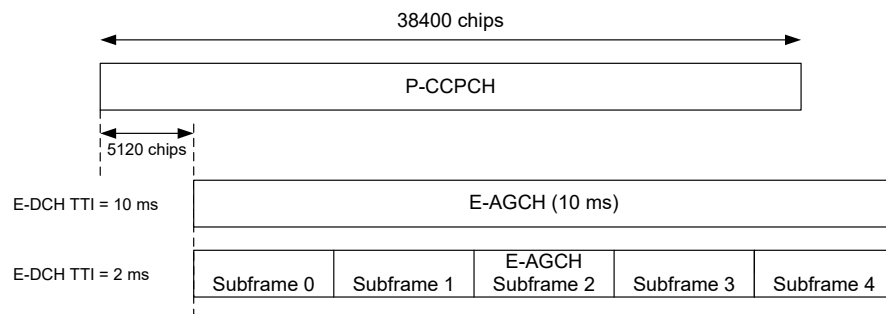 38400 chips
P-CCPCH
5120 chips
E-DCH TTI = 10 ms
E-AGCH (10 ms)
E-DCH TTI = 2 ms
Subframe 0
Subframe 1
E-AGCH
Subframe 2
Subframe 3
Subframe 4